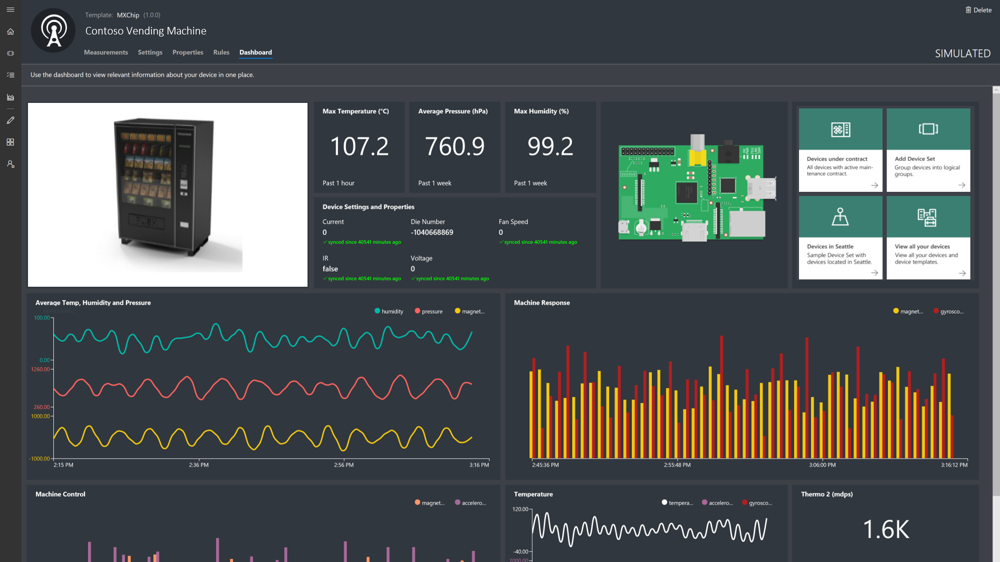 Template: MXChip (1.0.0)
Contoso Vending Machine
Delete
Measurements Settings Properties Rules Dashboard
SIMULATED
Use the dashboard to view relevant information about your device in one place.
Max Temperature (°C)
107.2
Past 1 hour
Average Pressure (hPa)
760.9
Past 1 week
Max Humidity (%)
99.2
Past 1 week
Device Settings and Properties
Current
0
synced since 40541 minutes ago
Die Number
-1040668869
Fan Speed
0
synced since 40541 minutes ago
IR
false
synced since 40541 minutes ago
Voltage
0
synced since 40541 minutes ago
PUSH
OK
PWR
FDX
LNK
10M
Devices under contract
All devices with active main-
tenance contract.
Add Device Set
Group devices into logical
groups.
Devices in Seattle
Sample Device Set with
devices located in Seattle.
View all your devices
View all your devices and
device templates.
Average Temp, Humidity and Pressure
REFRESHING...
humidity pressure magnet...
100.00
0.00
1260.00
260.00
1000.00
-1000.00
2:15 PM 2:36 PM 2:56 PM 3:16 PM
Machine Response
magnet... gyrosco...
2:45:36 PM 2:55:48 PM 3:06:00 PM 3:16:12 PM
Machine Control
magnet... accelero...
Temperature
tempera... accelero... gyrosco...
120.00
-40.00
2000.00
Thermo 2 (mdps)
1.6K